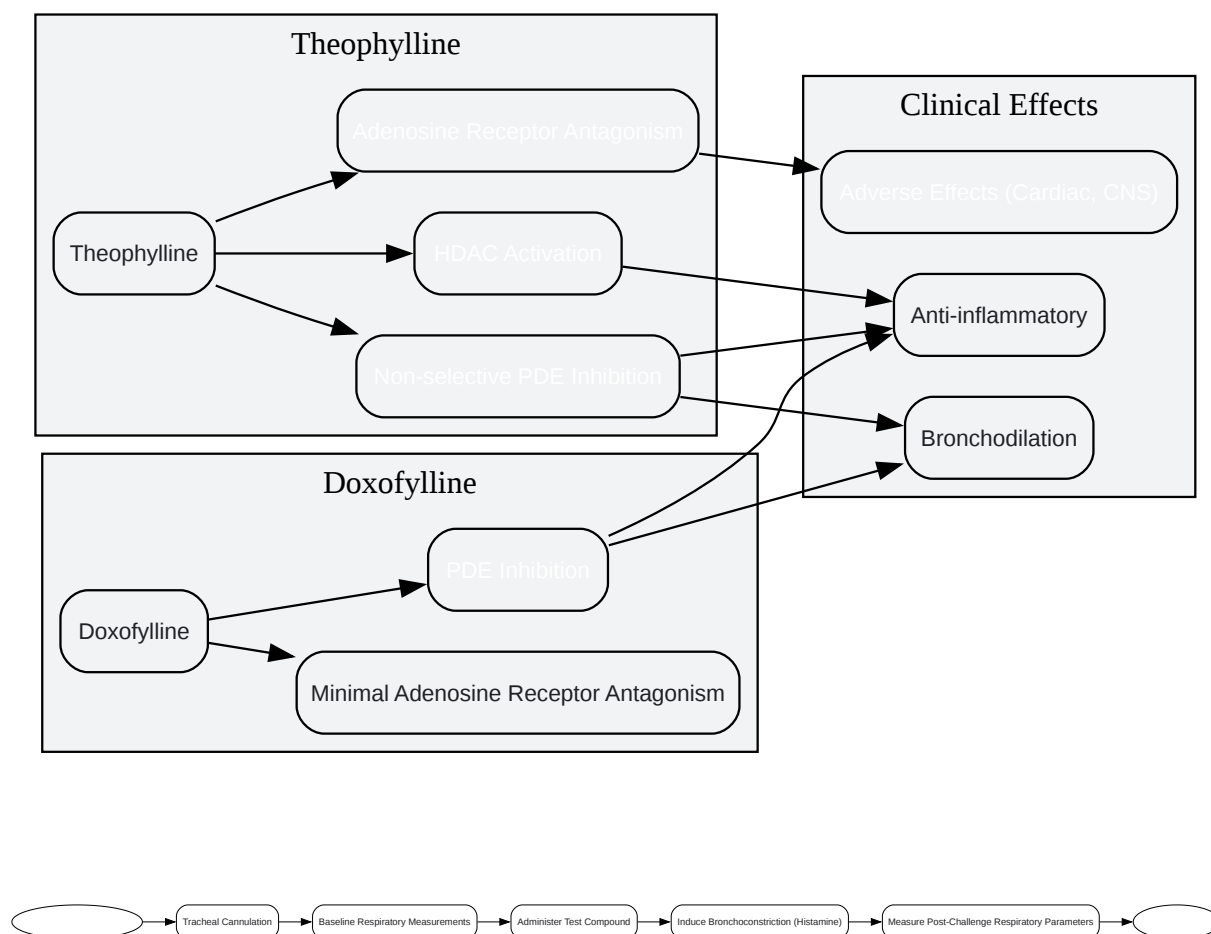 Theophylline
Clinical Effects
Adenosine Receptor Antagonism
Adverse Effects (Cardiac, CNS)
Theophylline
HDAC Activation
Anti-inflammatory
Non-selective PDE Inhibition
Bronchodilation
Doxofylline
PDE Inhibition
Doxofylline
Minimal Adenosine Receptor Antagonism
Tracheal Cannulation
Baseline Respiratory Measurements
Administer Test Compound
Induce Bronchoconstriction (Histamine)
Measure Post-Challenge Respiratory Parameters